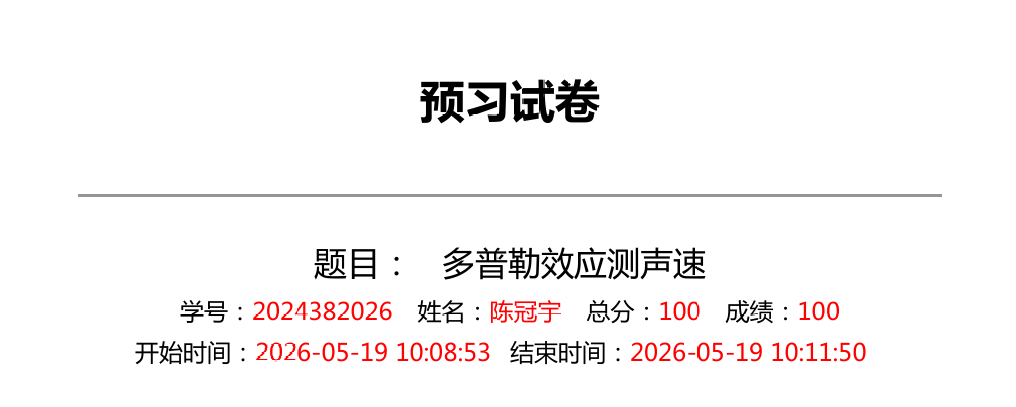 预习试卷
题目： 多普勒效应测声速
学号：2024382026 姓名：陈冠宇 总分：100 成绩：100
开始时间：2026-05-19 10:08:53 结束时间：2026-05-19 10:11:50